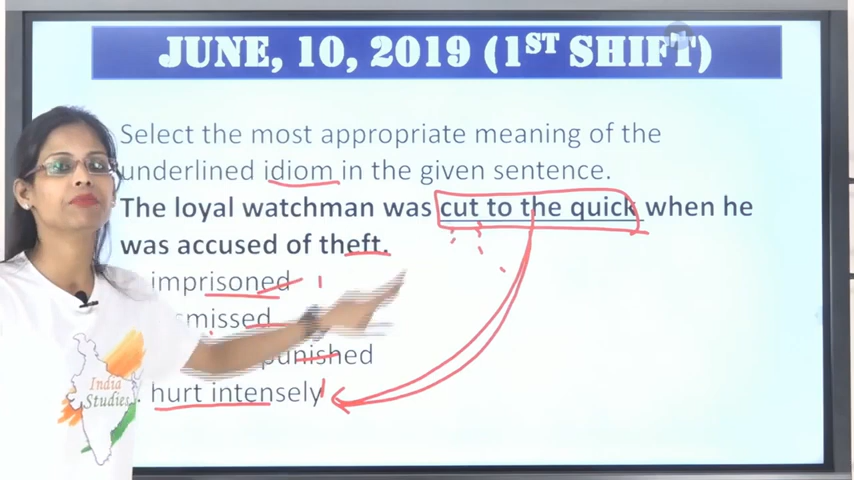 JUNE, 10, 2019 (1ST SHIFT)
Select the most appropriate meaning of the
underlined idiom in the given sentence.
The loyal watchman was cut to the quick when he
was accused of theft.
imprisoned
punished
hurt intensely
India
Studies